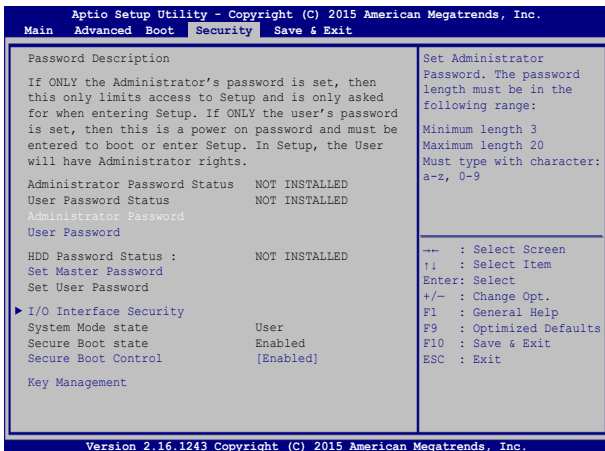 Aptio Setup Utility - Copyright (C) 2015 American Megatrends, Inc.
Main Advanced Boot Security Save & Exit
Password Description
If ONLY the Administrator's password is set, then
this only limits access to Setup and is only asked
for when entering Setup. If ONLY the user's password
is set, then this is a power on password and must be
entered to boot or enter Setup. In Setup, the User
will have Administrator rights.
Administrator Password Status NOT INSTALLED
User Password Status NOT INSTALLED
Administrator Password
User Password
HDD Password Status : NOT INSTALLED
Set Master Password
Set User Password
I/O Interface Security
System Mode state User
Secure Boot state Enabled
Secure Boot Control [Enabled]
Key Management
Set Administrator
Password. The password
length must be in the
following range:
Minimum length 3
Maximum length 20
Must type with character:
a-z, 0-9
→← : Select Screen
↑↓ : Select Item
Enter: Select
+/— : Change Opt.
F1 : General Help
F9 : Optimized Defaults
F10 : Save & Exit
ESC : Exit
Version 2.16.1243 Copyright (C) 2015 American Megatrends, Inc.